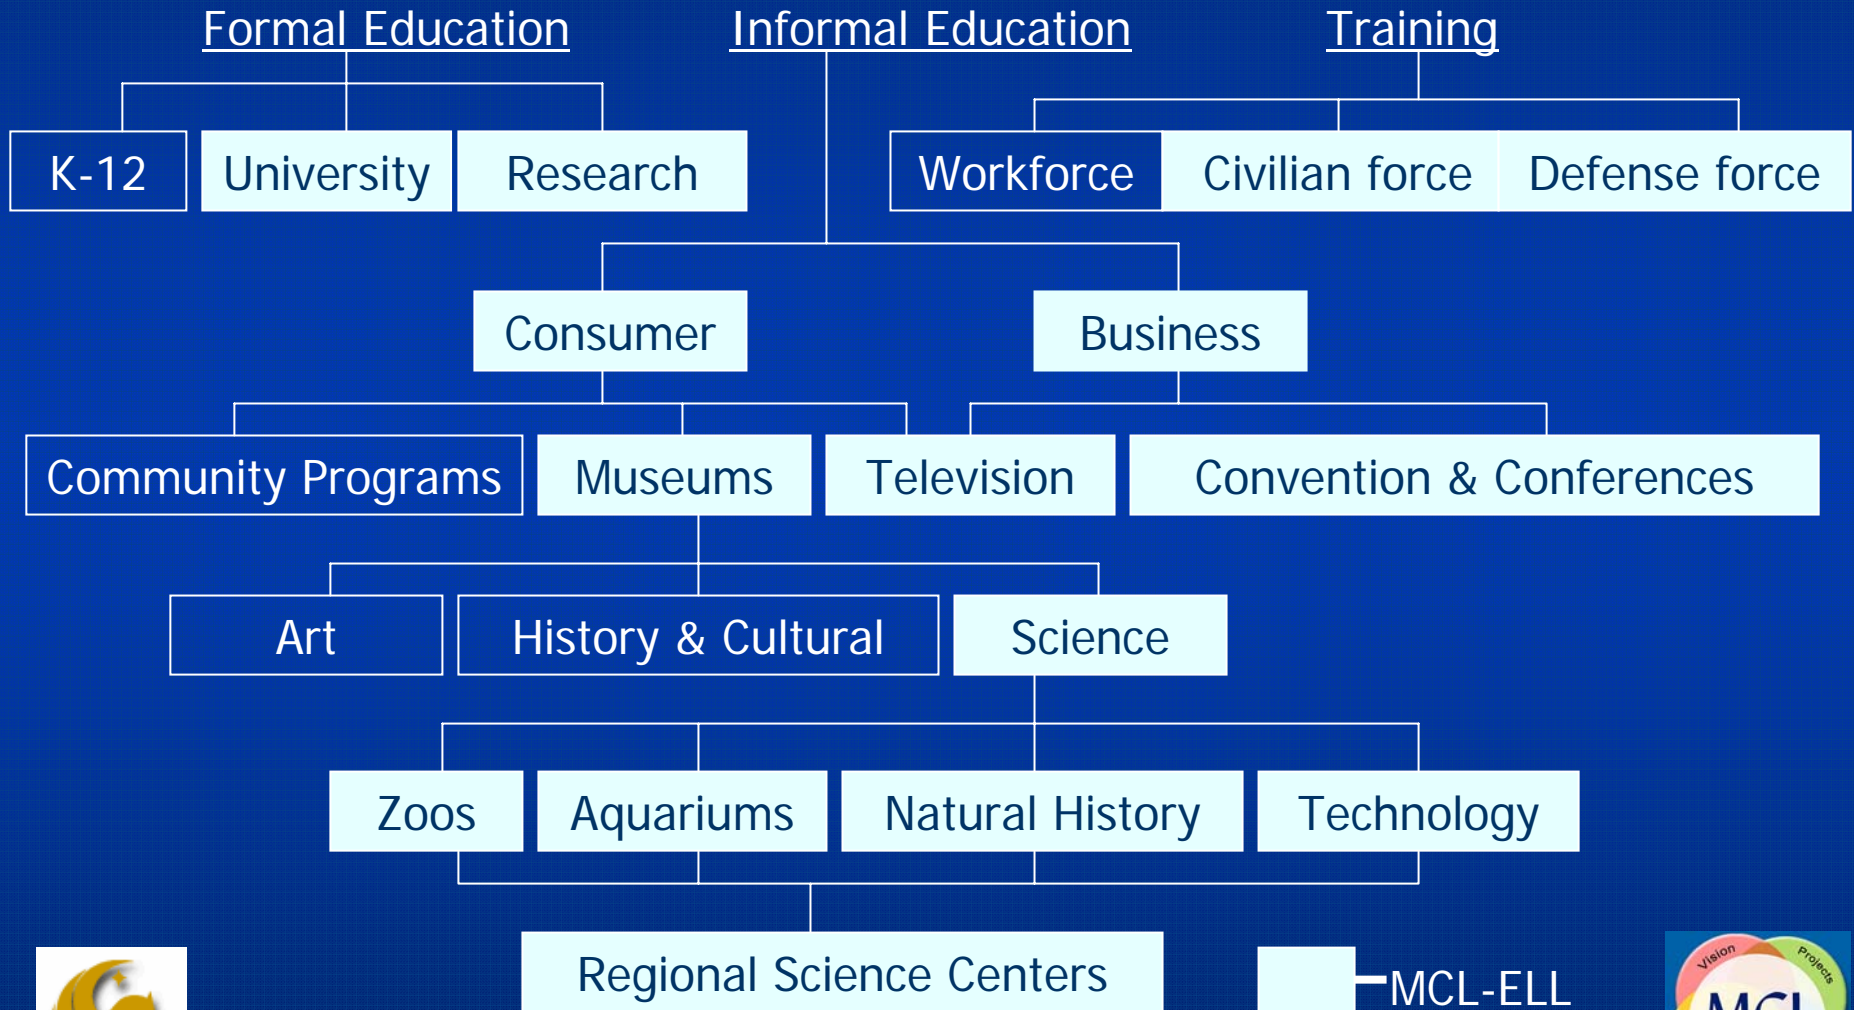 Formal Education
Informal Education
Training
K-12
University
Research
Workforce
Civilian force
Defense force
Consumer
Business
Community Programs
Museums
Television
Convention & Conferences
Art
History & Cultural
Science
Zoos
Aquariums
Natural History
Technology
Regional Science Centers
MCL-ELL
Vision
Projects
MCL